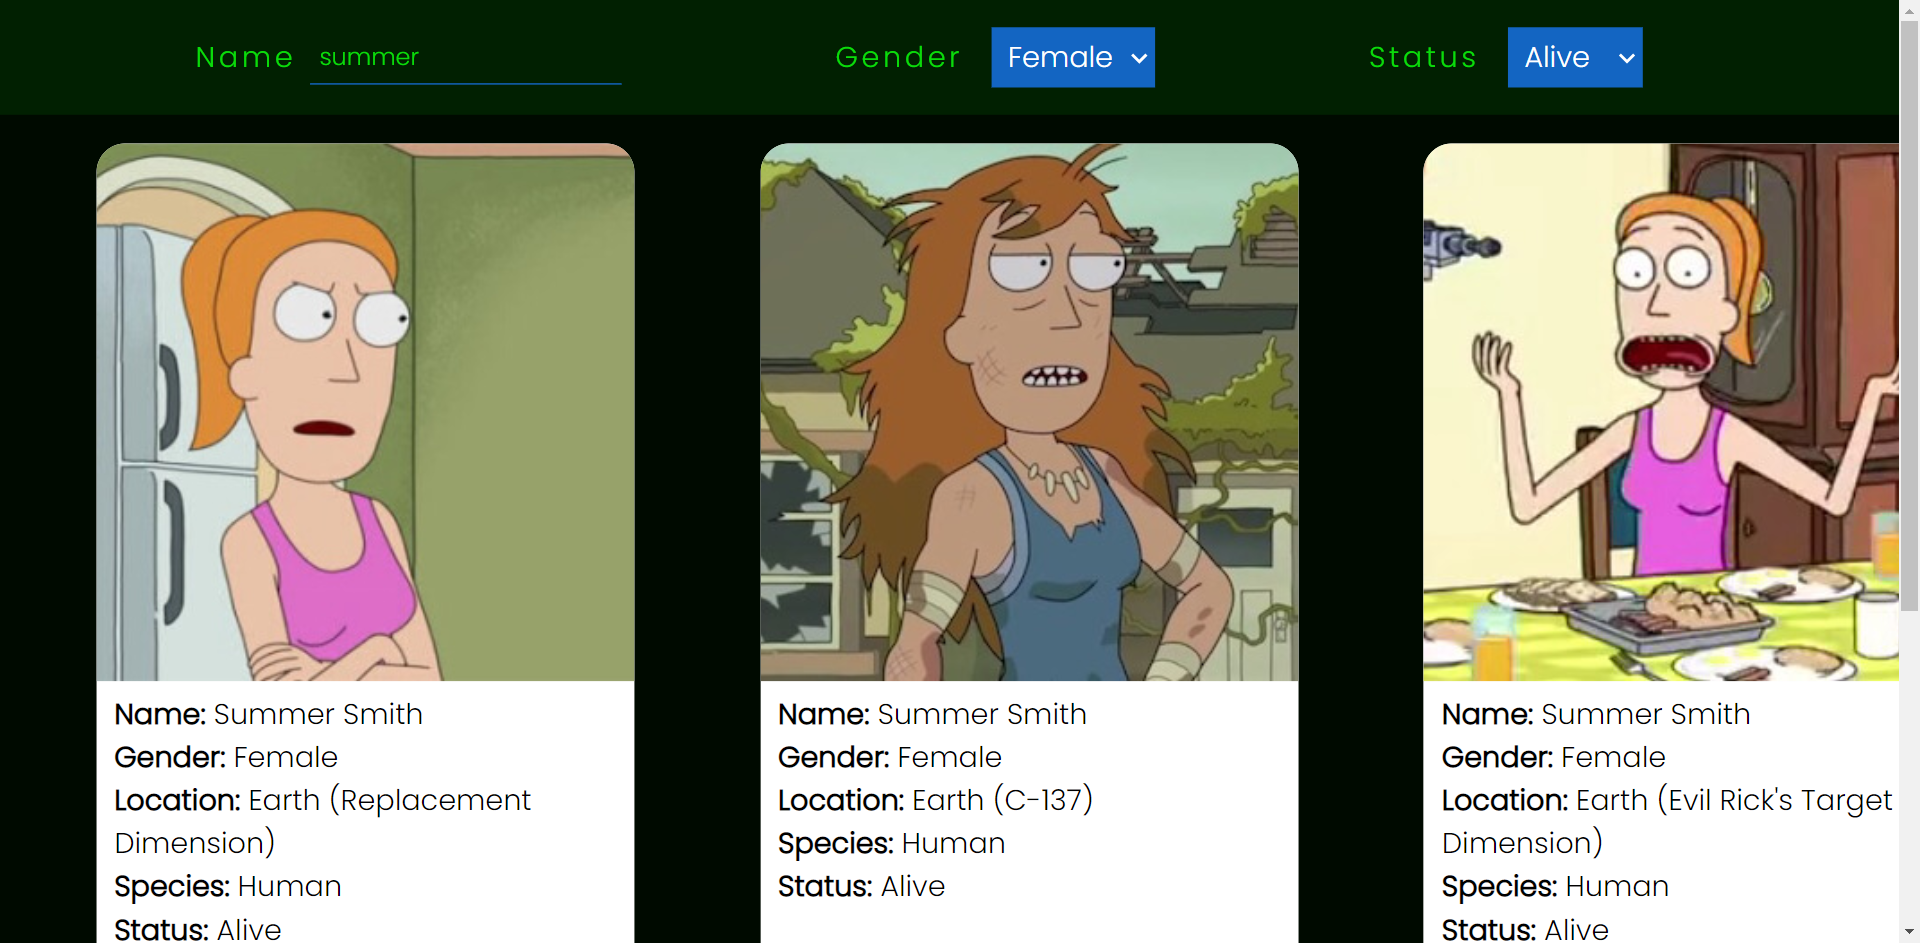 Name summer Gender Female Status Alive
Name: Summer Smith
Gender: Female
Location: Earth (Replacement
Dimension)
Species: Human
Status: Alive
Name: Summer Smith
Gender: Female
Location: Earth (C-137)
Species: Human
Status: Alive
Name: Summer Smith
Gender: Female
Location: Earth (Evil Rick's Target
Dimension)
Species: Human
Status: Alive